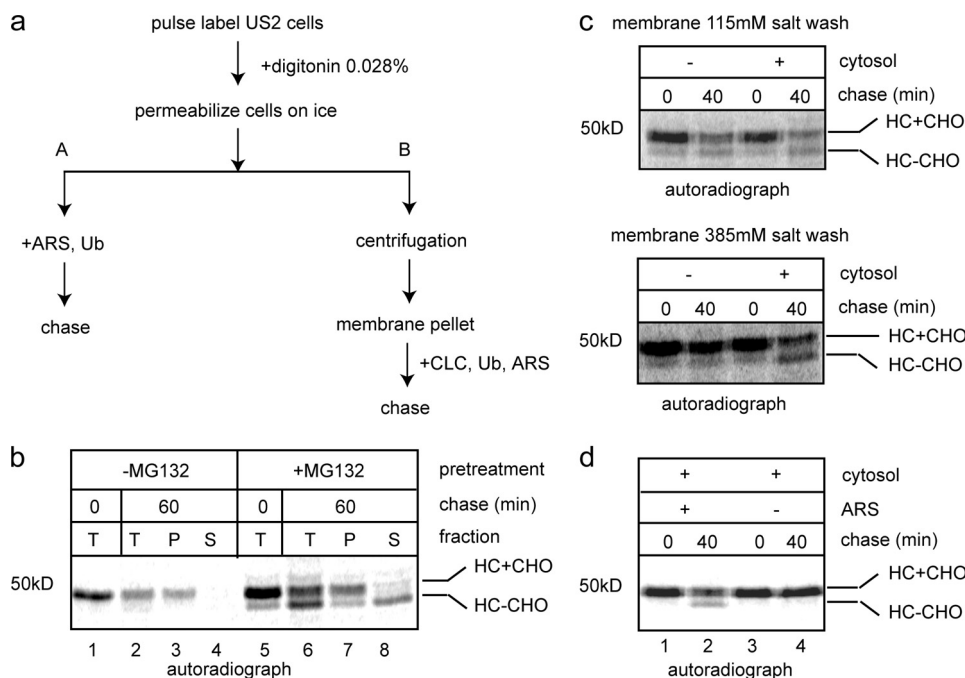 a
pulse label US2 cells
+digitonin 0.028%
permeabilize cells on ice
A B
+ARS, Ub
chase
centrifugation
membrane pellet
+CLC, Ub, ARS
chase
b
-MG132 +MG132 pretreatment
0 60 0 60 chase (min)
T T P S T T P S fraction
50kD
HC+CHO
HC-CHO
1 2 3 4 5 6 7 8
autoradiograph
c
membrane 115mM salt wash
- + cytosol
0 40 0 40 chase (min)
50kD
HC+CHO
HC-CHO
autoradiograph
membrane 385mM salt wash
- + cytosol
0 40 0 40 chase (min)
50kD
HC+CHO
HC-CHO
autoradiograph
d
+ + cytosol
+ - ARS
0 40 0 40 chase (min)
50kD
HC+CHO
HC-CHO
1 2 3 4
autoradiograph